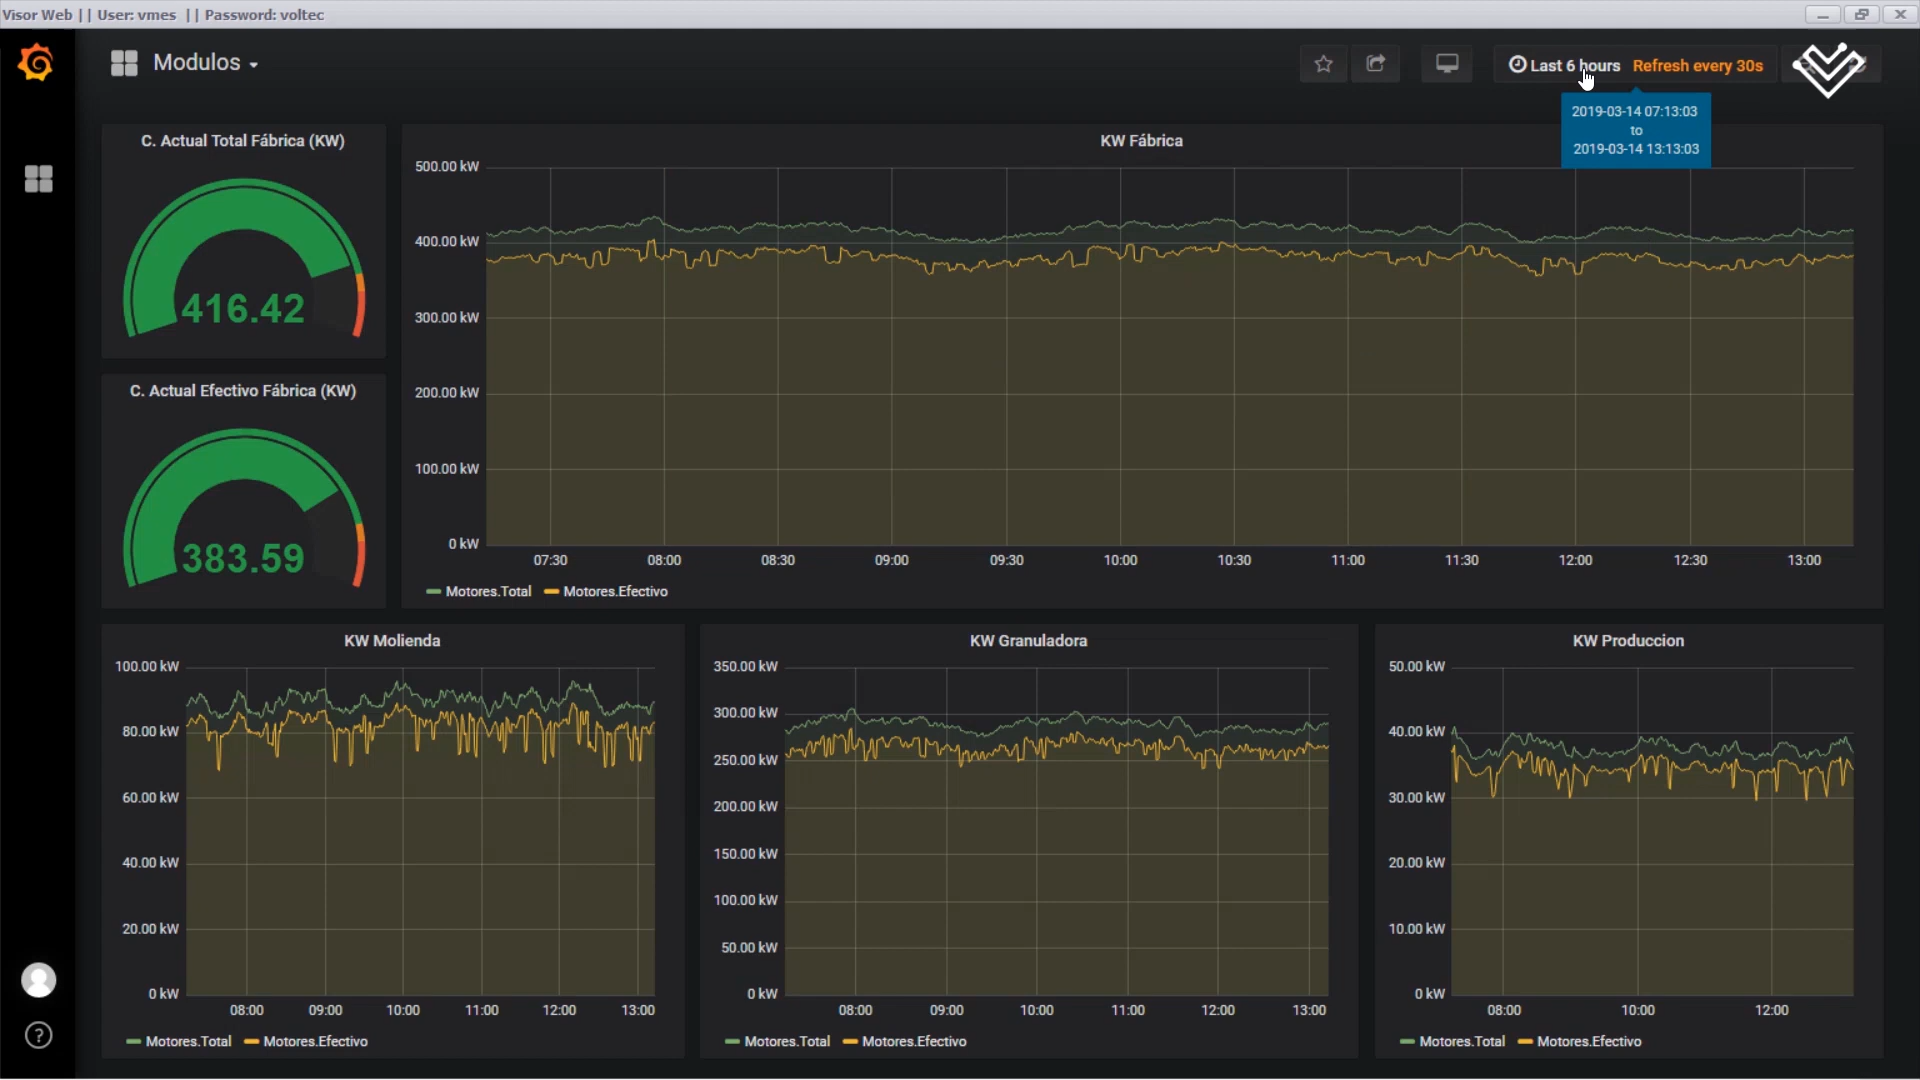 Visor Web || User: vmes || Password: voltec
Modulos
Last 6 hours Refresh every 30s
2019-03-14 07:13:03
to
2019-03-14 13:13:03
C. Actual Total Fábrica (KW)
416.42
C. Actual Efectivo Fábrica (KW)
383.59
KW Fábrica
500.00 kW
400.00 kW
300.00 kW
200.00 kW
100.00 kW
0 kW
07:30 08:00 08:30 09:00 09:30 10:00 10:30 11:00 11:30 12:00 12:30 13:00
Motores.Total Motores.Efectivo
KW Molienda
100.00 kW
80.00 kW
60.00 kW
40.00 kW
20.00 kW
0 kW
08:00 09:00 10:00 11:00 12:00 13:00
Motores.Total Motores.Efectivo
KW Granuladora
350.00 kW
300.00 kW
250.00 kW
200.00 kW
150.00 kW
100.00 kW
50.00 kW
0 kW
08:00 09:00 10:00 11:00 12:00 13:00
Motores.Total Motores.Efectivo
KW Produccion
50.00 kW
40.00 kW
30.00 kW
20.00 kW
10.00 kW
0 kW
08:00 10:00 12:00
Motores.Total Motores.Efectivo
?